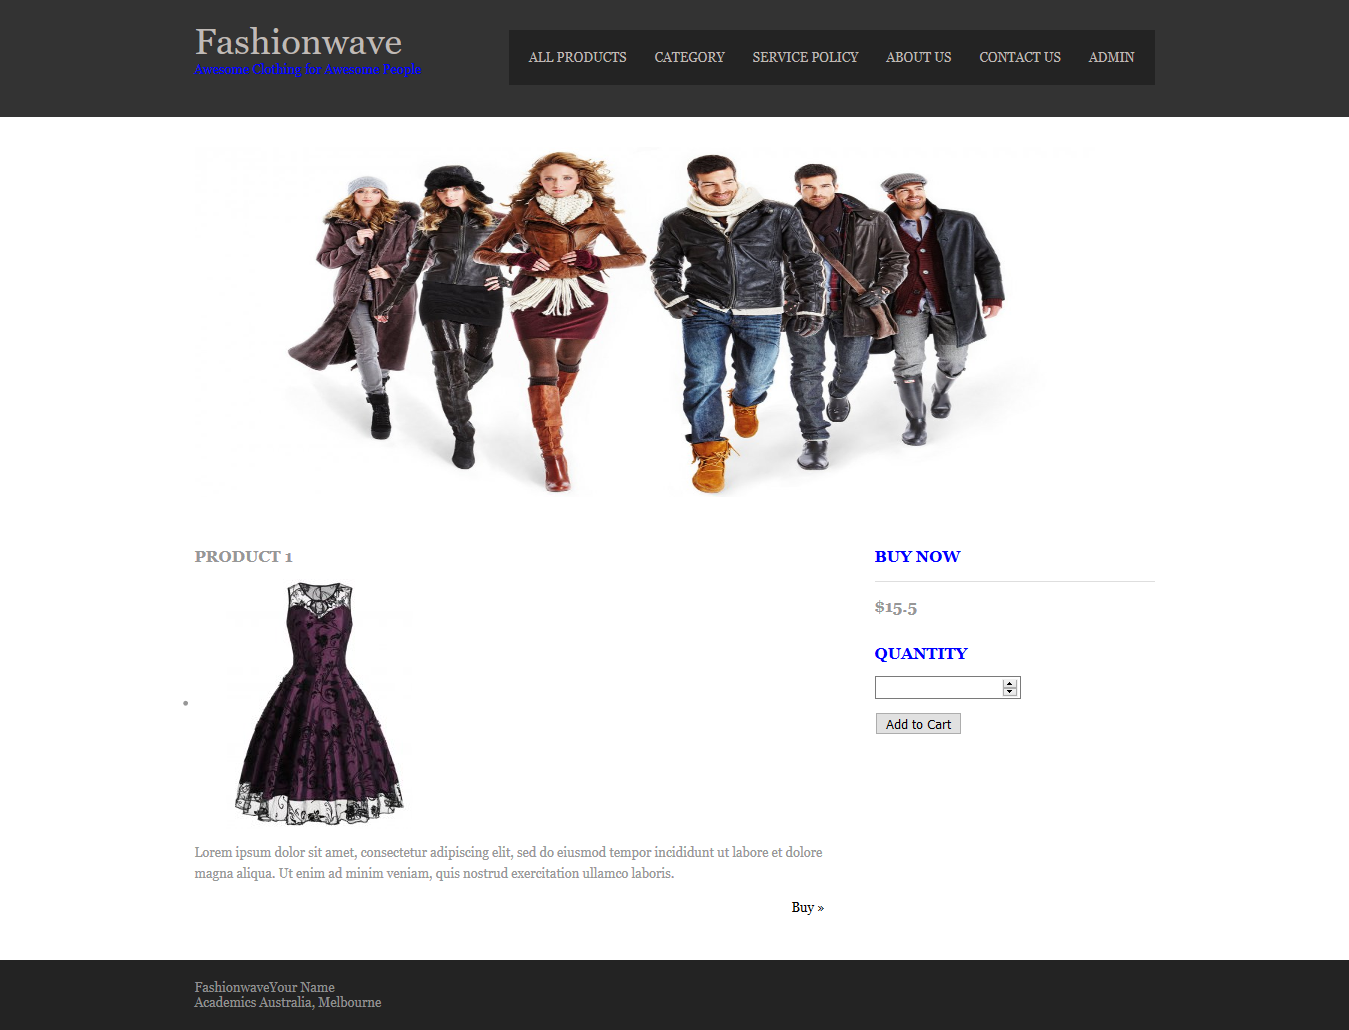 Fashionwave
Awesome Clothing for Awesome People
ALL PRODUCTS CATEGORY SERVICE POLICY ABOUT US CONTACT US ADMIN
PRODUCT 1
BUY NOW
$15.5
QUANTITY
Add to Cart
Lorem ipsum dolor sit amet, consectetur adipiscing elit, sed do eiusmod tempor incididunt ut labore et dolore
magna aliqua. Ut enim ad minim veniam, quis nostrud exercitation ullamco laboris.
Buy »
FashionwaveYour Name
Academics Australia, Melbourne